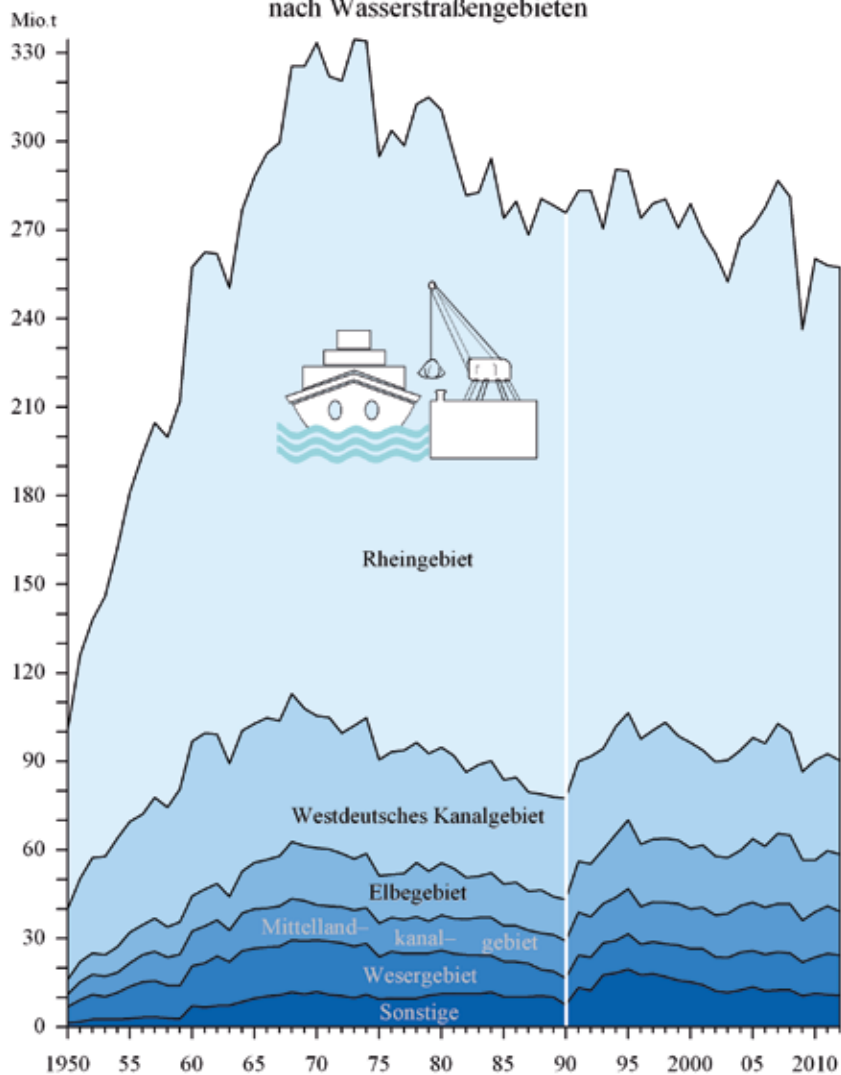 nach Wasserstraßengebieten
Mio.t
330
300
270
240
210
180
150
120
90
60
30
0
Rheingebiet
Westdeutsches Kanalgebiet
Elbegebiet
Mittelland– kanal– gebiet
Wesergebiet
Sonstige
1950 55 60 65 70 75 80 85 90 95 2000 05 2010